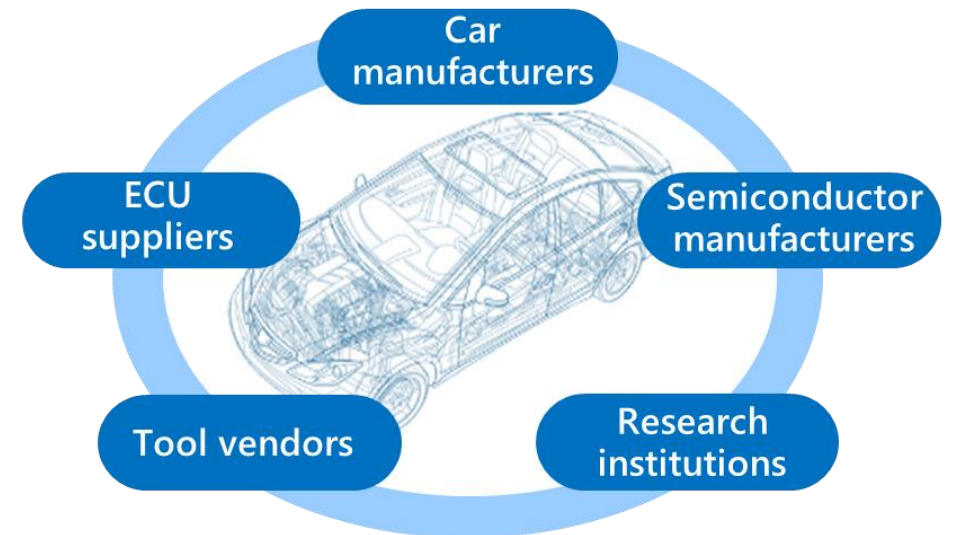 Car
manufacturers
ECU
suppliers
Semiconductor
manufacturers
Tool vendors
Research
institutions